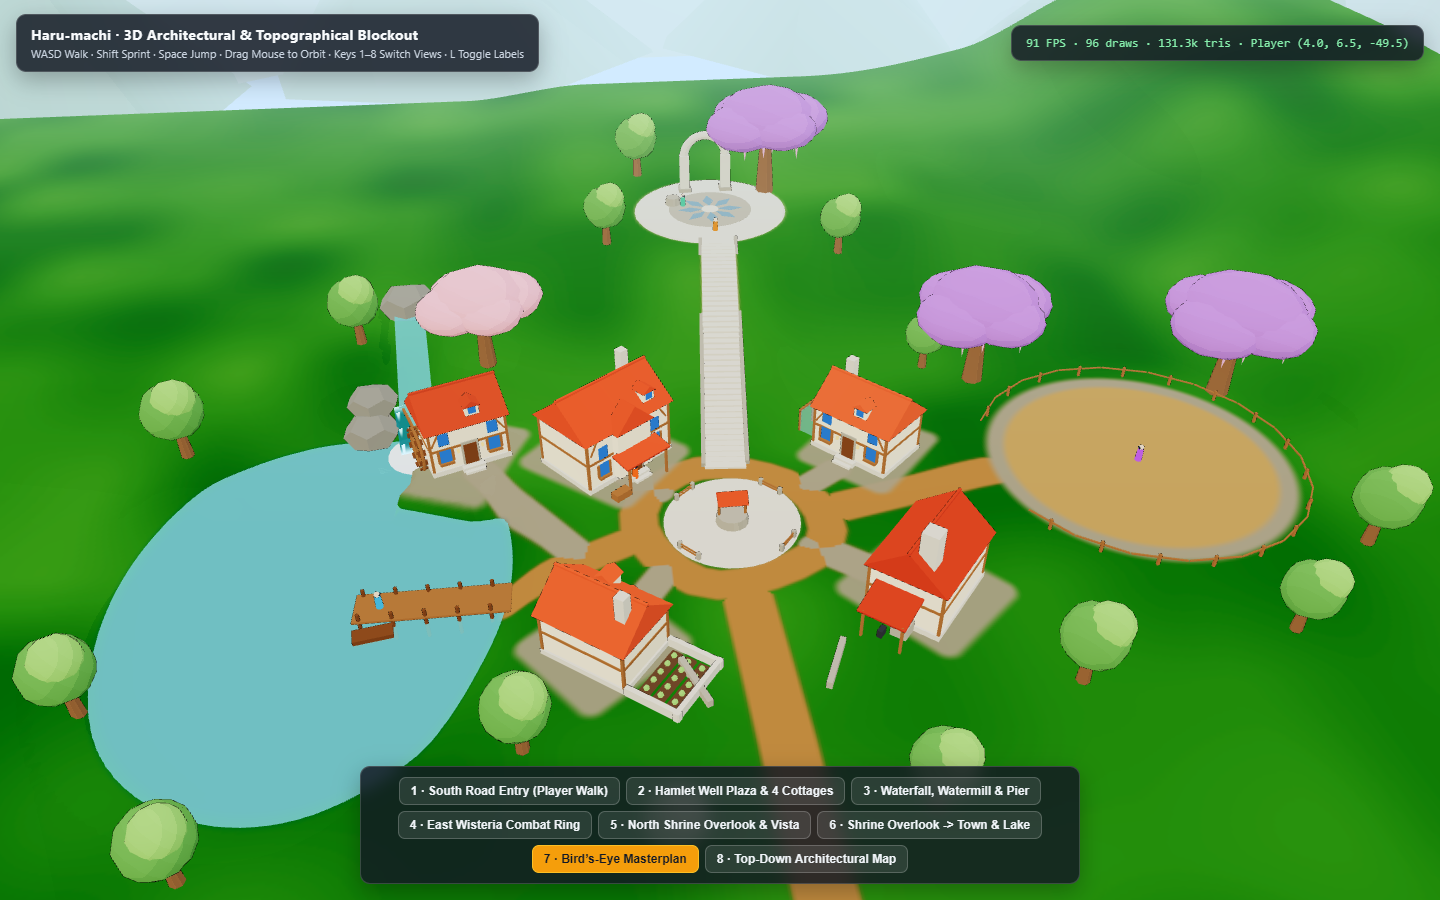 Haru-machi · 3D Architectural & Topographical Blockout
WASD Walk · Shift Sprint · Space Jump · Drag Mouse to Orbit · Keys 1–8 Switch Views · L Toggle Labels
91 FPS · 96 draws · 131.3k tris · Player (4.0, 6.5, -49.5)
1 · South Road Entry (Player Walk)
2 · Hamlet Well Plaza & 4 Cottages
3 · Waterfall, Watermill & Pier
4 · East Wisteria Combat Ring
5 · North Shrine Overlook & Vista
6 · Shrine Overlook -> Town & Lake
7 · Bird's-Eye Masterplan
8 · Top-Down Architectural Map